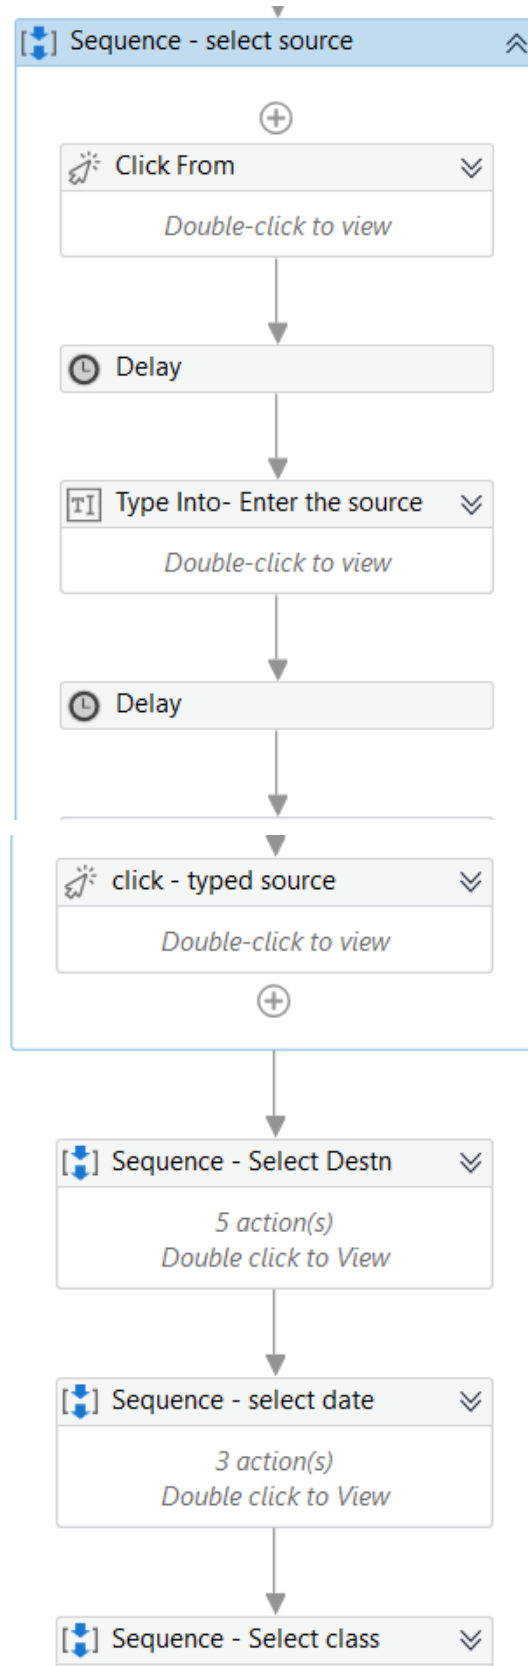 Sequence - select source
Click From
Double-click to view
Delay
Type Into- Enter the source
Double-click to view
Delay
click - typed source
Double-click to view
Sequence - Select Destn
5 action(s)
Double click to View
Sequence - select date
3 action(s)
Double click to View
Sequence - Select class